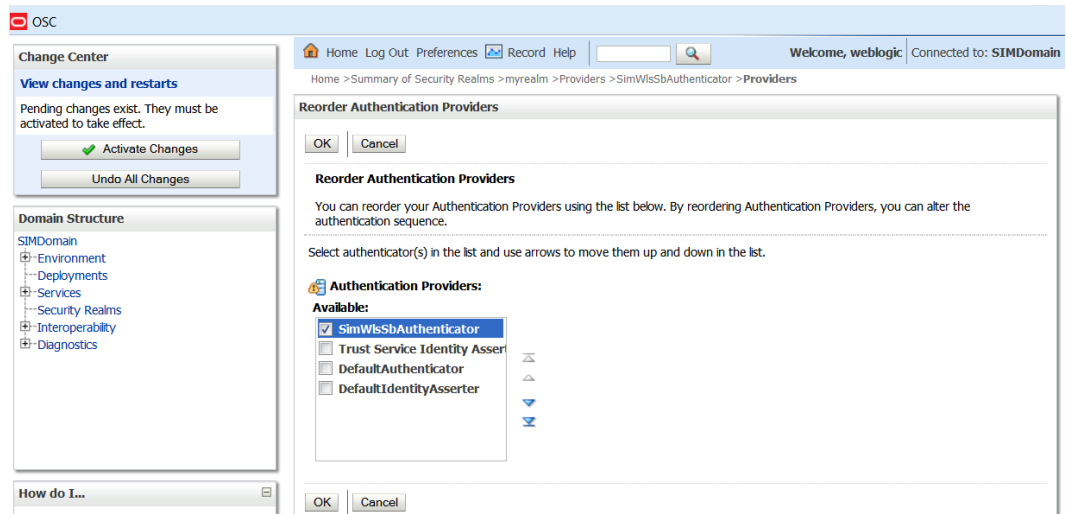 OSC
Change Center
View changes and restarts
Pending changes exist. They must be
activated to take effect.
Activate Changes
Undo All Changes
Domain Structure
SIMDomain
Environment
Deployments
Services
Security Realms
Interoperability
Diagnostics
How do I...
Home Log Out Preferences Record Help
Welcome, weblogic Connected to: SIMDomain
Home >Summary of Security Realms >myrealm >Providers >SimWlsSbAuthenticator >Providers
Reorder Authentication Providers
OK Cancel
Reorder Authentication Providers
You can reorder your Authentication Providers using the list below. By reordering Authentication Providers, you can alter the
authentication sequence.
Select authenticator(s) in the list and use arrows to move them up and down in the list.
Authentication Providers:
Available:
SimWlsSbAuthenticator
Trust Service Identity Assert
DefaultAuthenticator
DefaultIdentityAsserter
OK Cancel